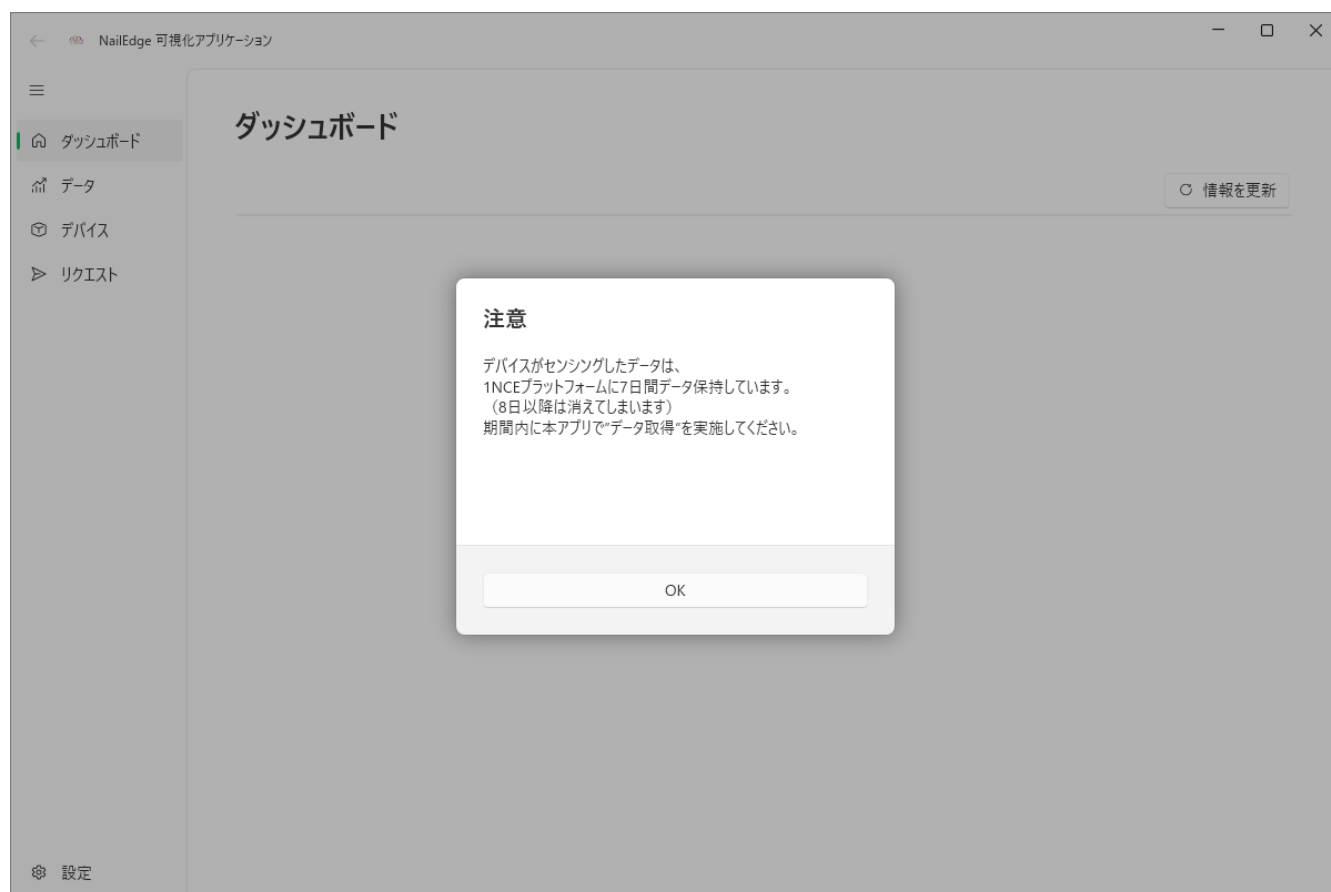 NailEdge 可視化アプリケーション
ダッシュボード
データ
デバイス
リクエスト
設定
ダッシュボード
情報を更新
注意
デバイスがセンシングしたデータは、
1NCEプラットフォームに7日間データ保持しています。
（8日以降は消えてしまいます）
期間内に本アプリで"データ取得"を実施してください。
OK